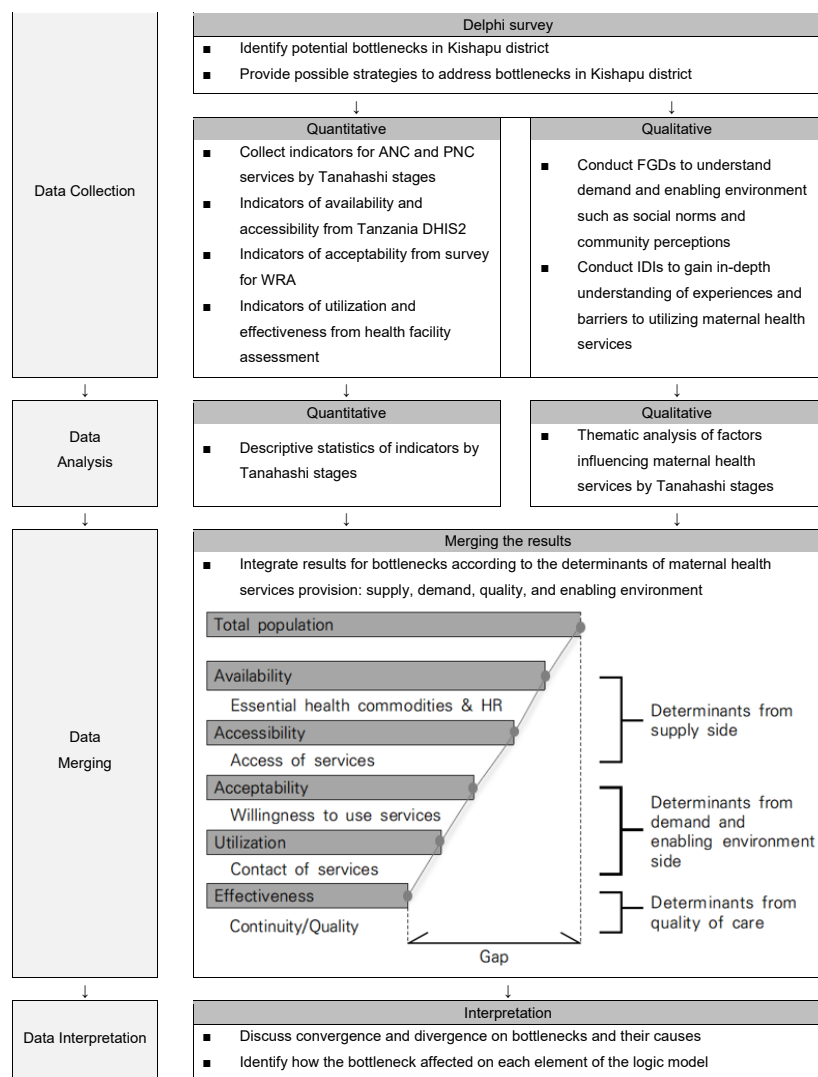 Delphi survey
■ Identify potential bottlenecks in Kishapu district
■ Provide possible strategies to address bottlenecks in Kishapu district
↓ ↓
Data Collection
Quantitative
■ Collect indicators for ANC and PNC
services by Tanahashi stages
■ Indicators of availability and
accessibility from Tanzania DHIS2
■ Indicators of acceptability from survey
for WRA
■ Indicators of utilization and
effectiveness from health facility
assessment
Qualitative
■ Conduct FGDs to understand
demand and enabling environment
such as social norms and
community perceptions
■ Conduct IDIs to gain in-depth
understanding of experiences and
barriers to utilizing maternal health
services
↓ ↓ ↓
Data
Analysis
Quantitative
■ Descriptive statistics of indicators by
Tanahashi stages
Qualitative
■ Thematic analysis of factors
influencing maternal health
services by Tanahashi stages
↓ ↓ ↓
Data
Merging
Merging the results
■ Integrate results for bottlenecks according to the determinants of maternal health
services provision: supply, demand, quality, and enabling environment
Total population
Availability
Essential health commodities & HR
Accessibility
Access of services
Acceptability
Willingness to use services
Utilization
Contact of services
Effectiveness
Continuity/Quality
Gap
Determinants from
supply side
Determinants from
demand and
enabling environment
side
Determinants from
quality of care
↓ ↓
Data Interpretation
Interpretation
■ Discuss convergence and divergence on bottlenecks and their causes
■ Identify how the bottleneck affected on each element of the logic model